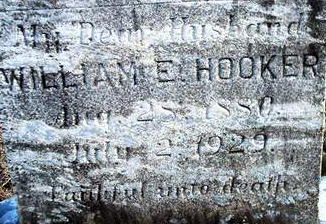 My Dear Husband
WILLIAM E. HOOKER
Aug. 28. 1880.
July 2. 1929.
Faithful unto death.